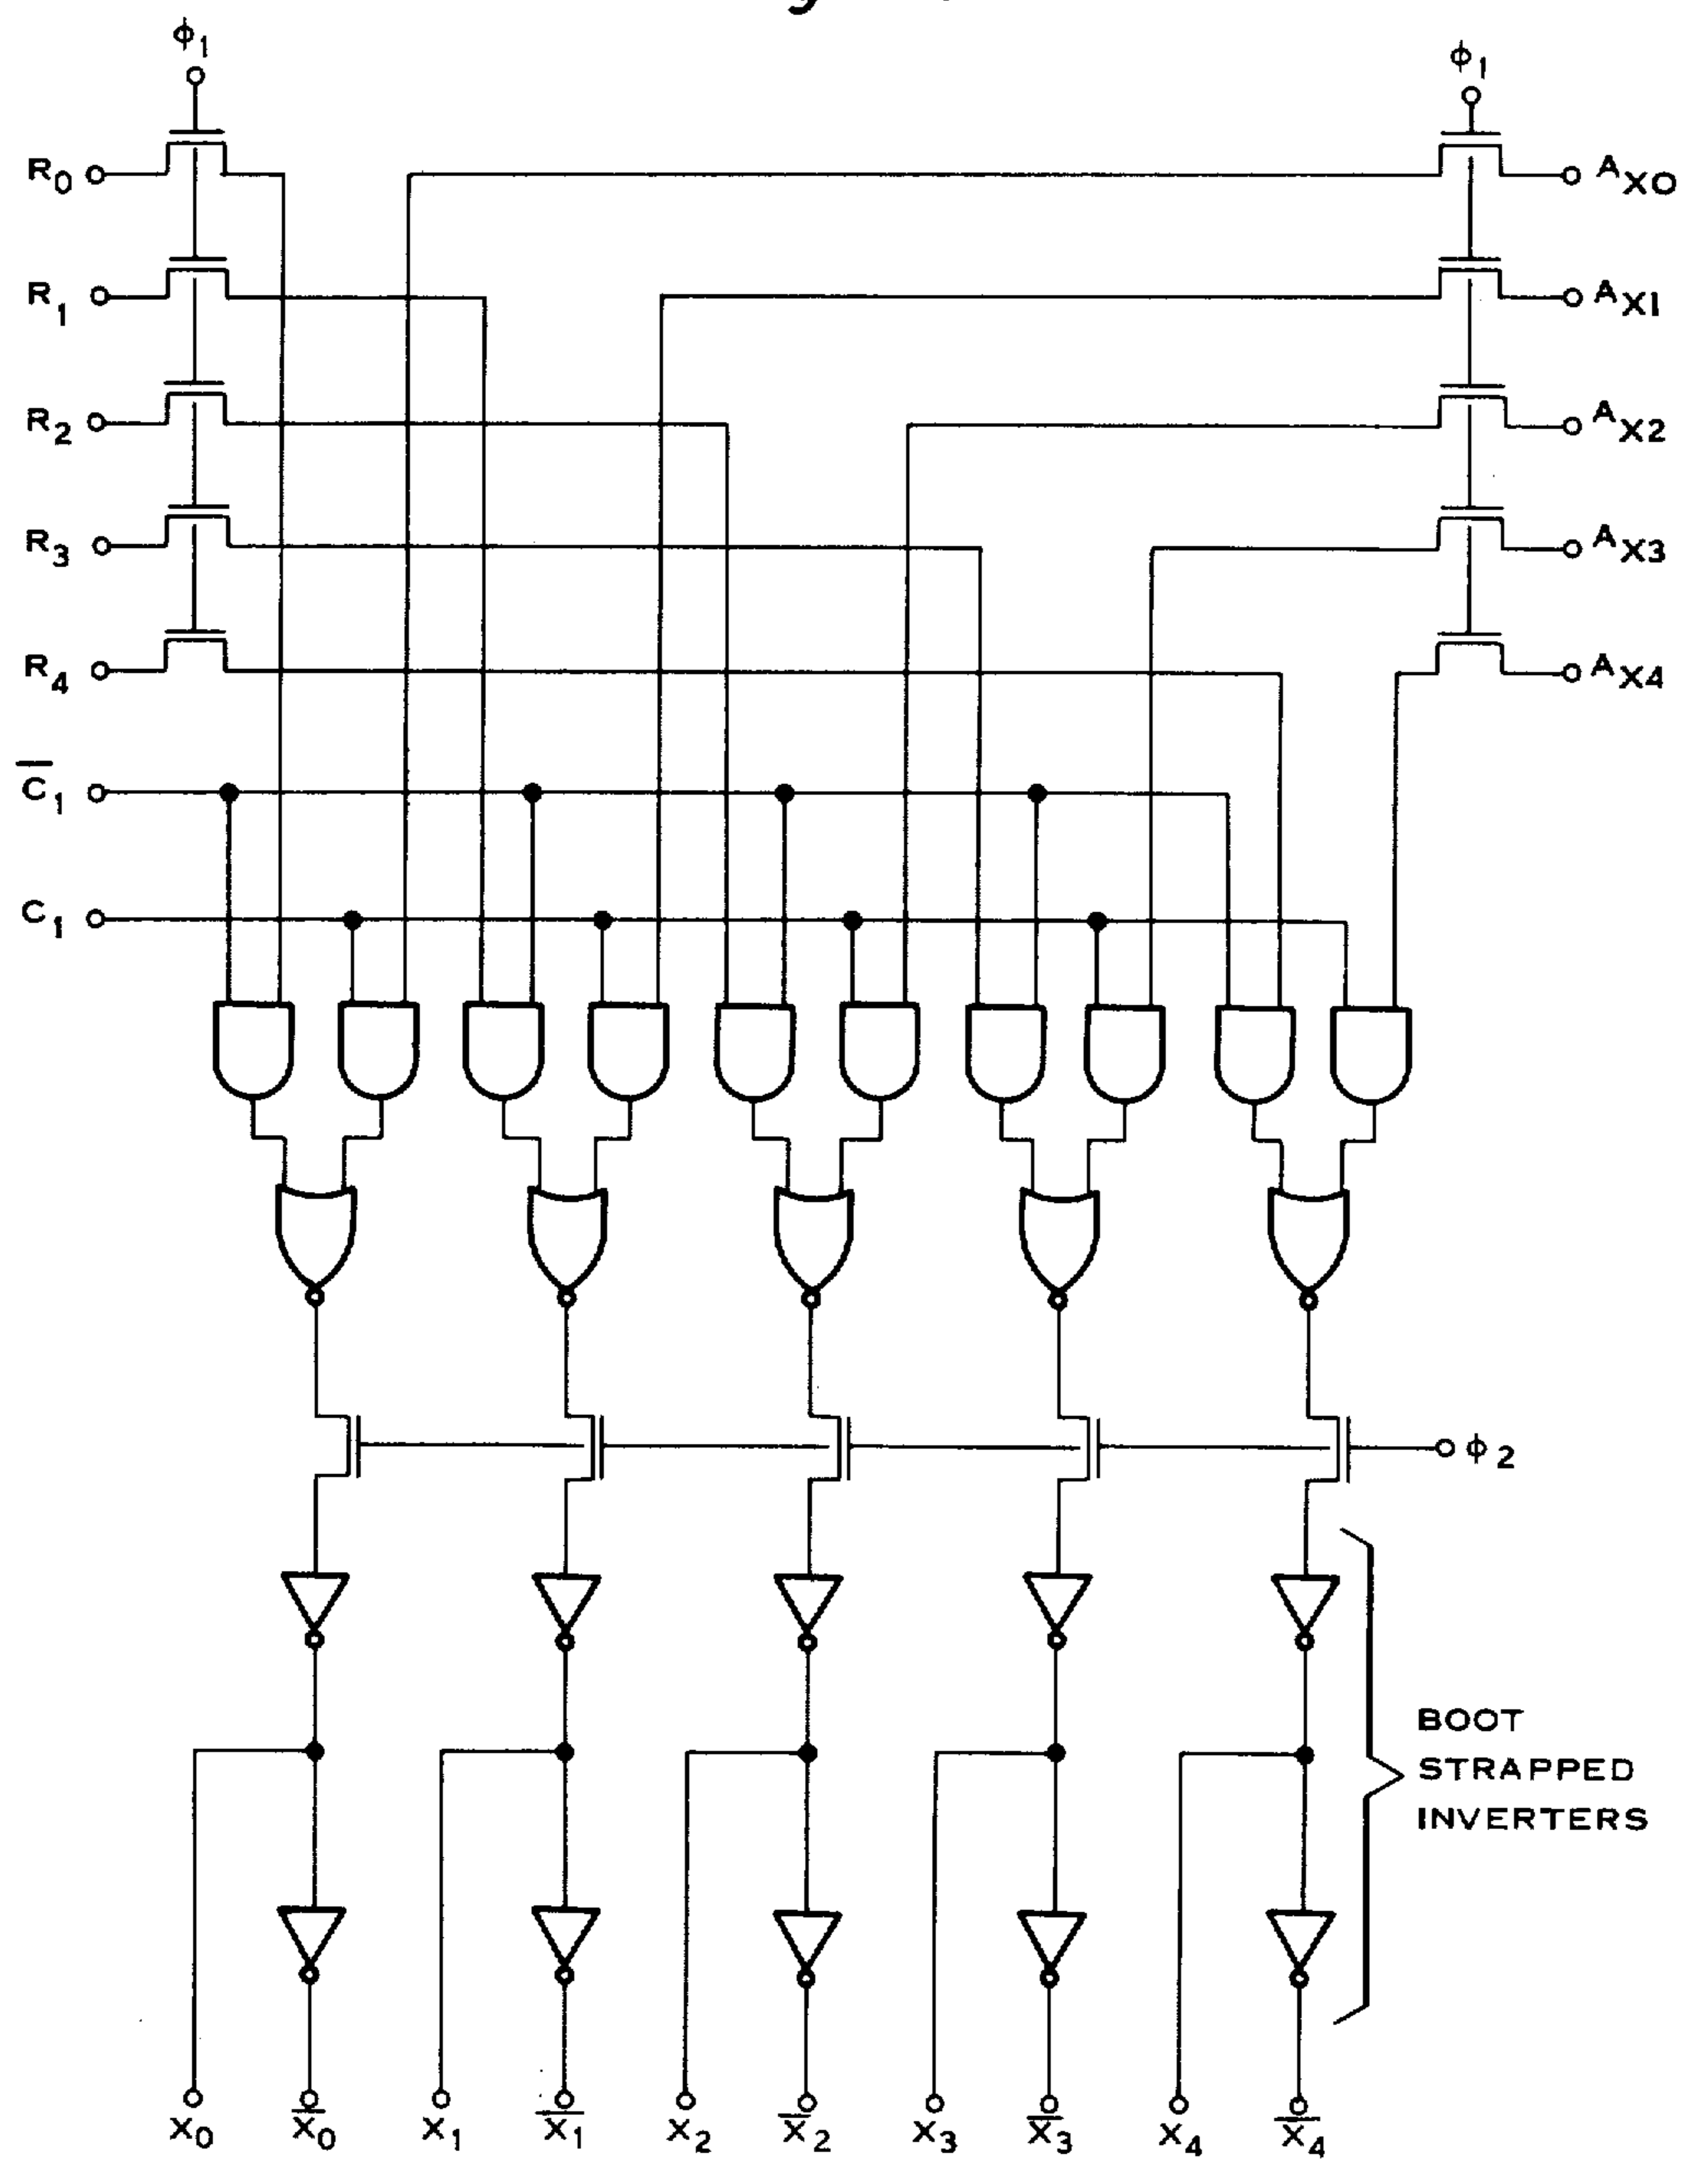 ϕ1
ϕ1
R0
AX0
R1
AX1
R2
AX2
R3
AX3
R4
AX4
C̅1
C1
ϕ2
BOOT
STRAPPED
INVERTERS
X0
X̅0
X1
X̅1
X2
X̅2
X3
X̅3
X4
X̅4